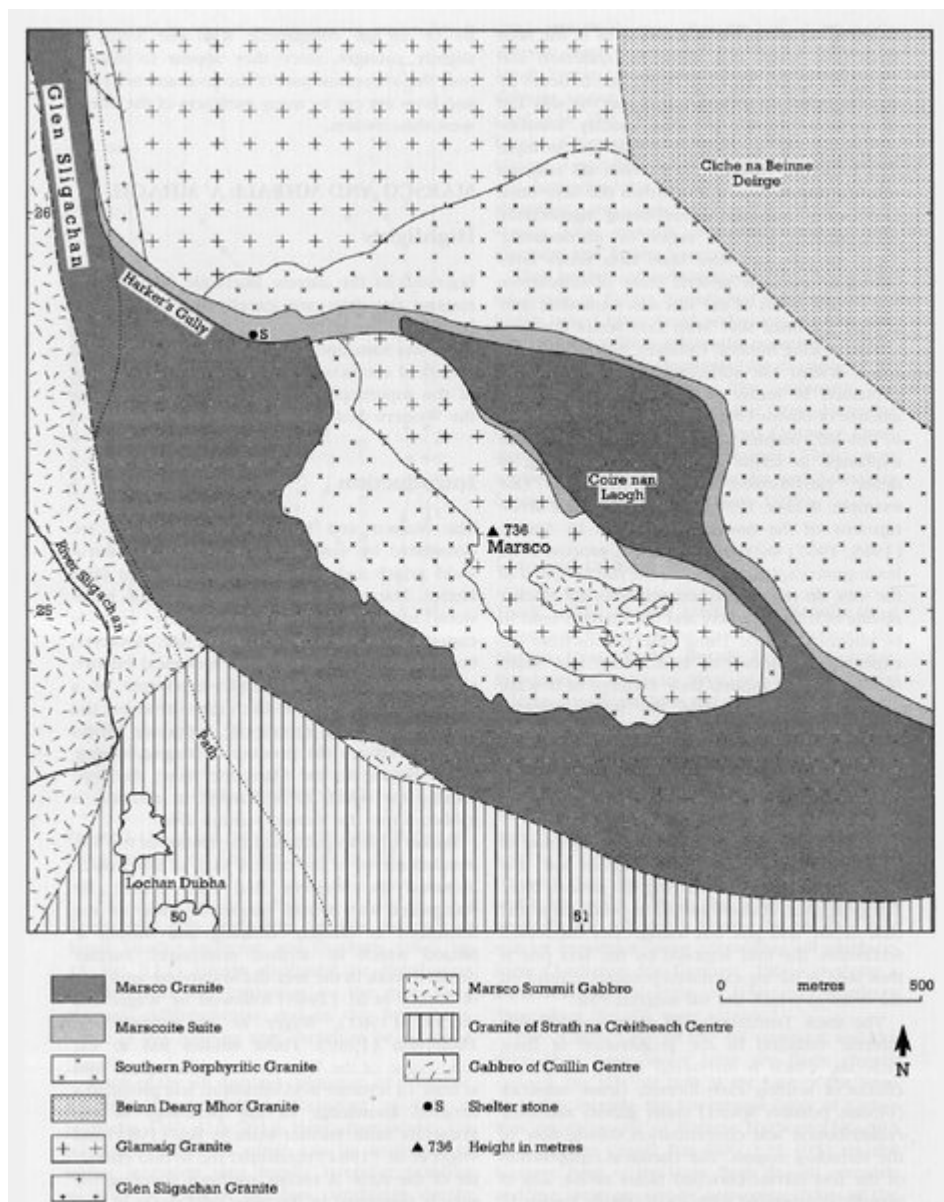 Glen Sligachan
Cìche na Beinne
Deirge
26
Harker's Gully
S
Coire nan
Laogh
736
Marsco
River Sligachan
Path
Lochan Dubha
50
51
Marsco Granite
Marscoite Suite
Southern Porphyritic Granite
Beinn Dearg Mhor Granite
Glamaig Granite
Glen Sligachan Granite
Marsco Summit Gabbro
Granite of Strath na Crèitheach Centre
Gabbro of Cuillin Centre
S Shelter stone
736 Height in metres
0 metres 500
N